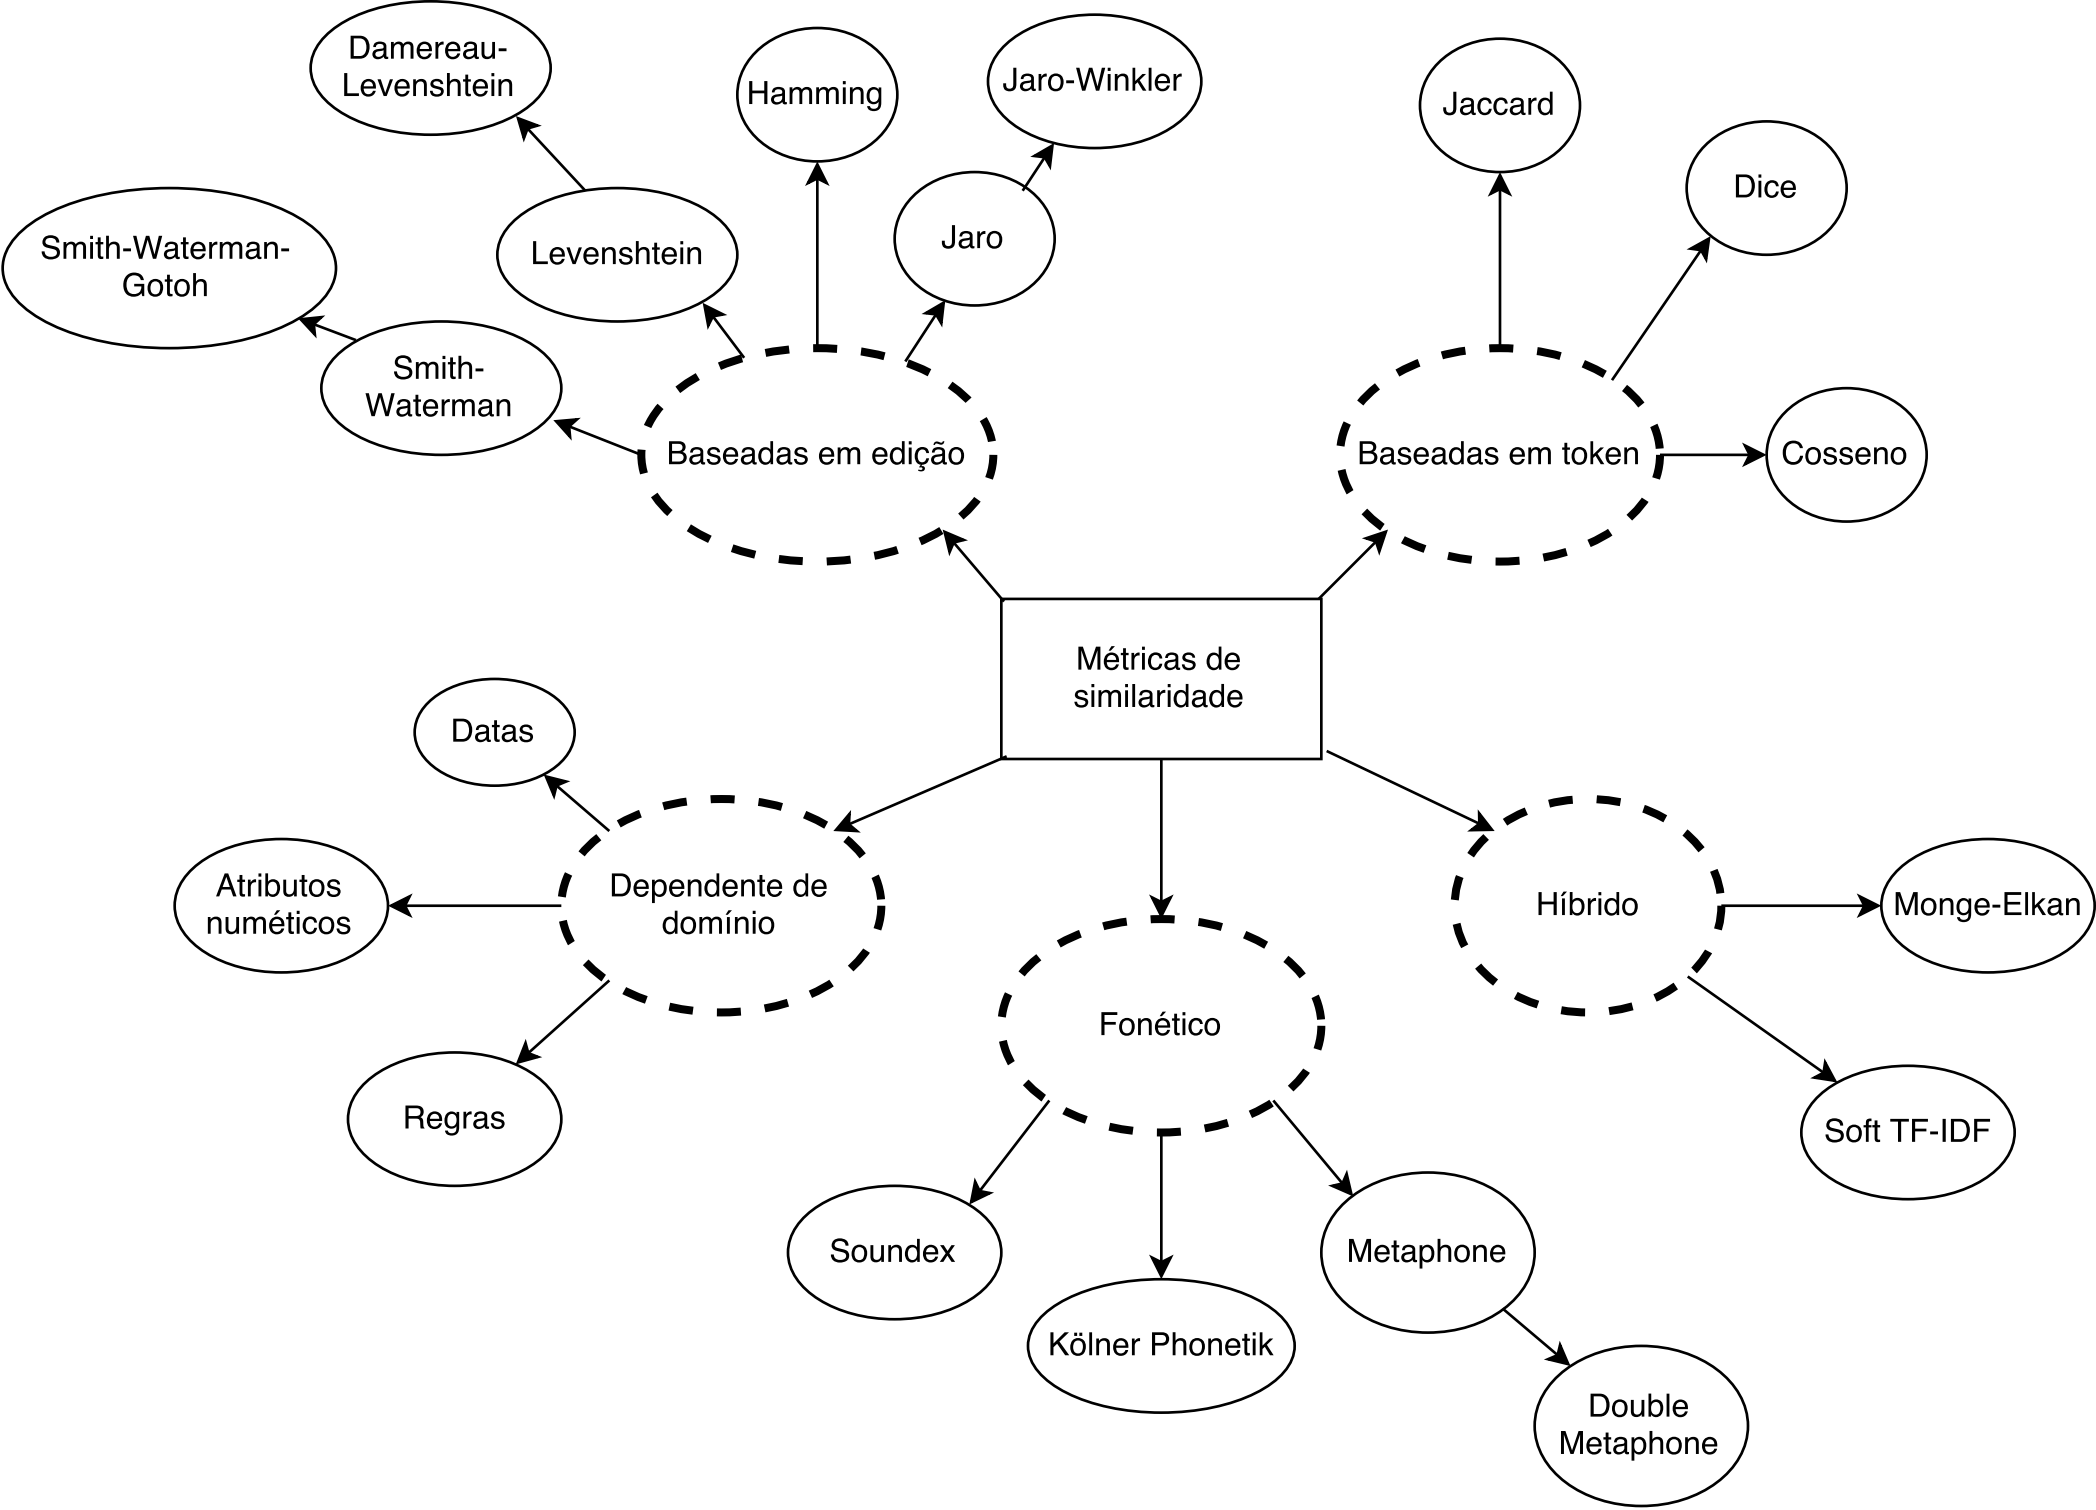 Damereau-
Levenshtein
Hamming
Jaro-Winkler
Jaccard
Dice
Smith-Waterman-
Gotoh
Levenshtein
Jaro
Smith-
Waterman
Baseadas em edição
Baseadas em token
Cosseno
Métricas de
similaridade
Datas
Atributos
numéticos
Dependente de
domínio
Híbrido
Monge-Elkan
Fonético
Regras
Soft TF-IDF
Soundex
Metaphone
Kölner Phonetik
Double
Metaphone